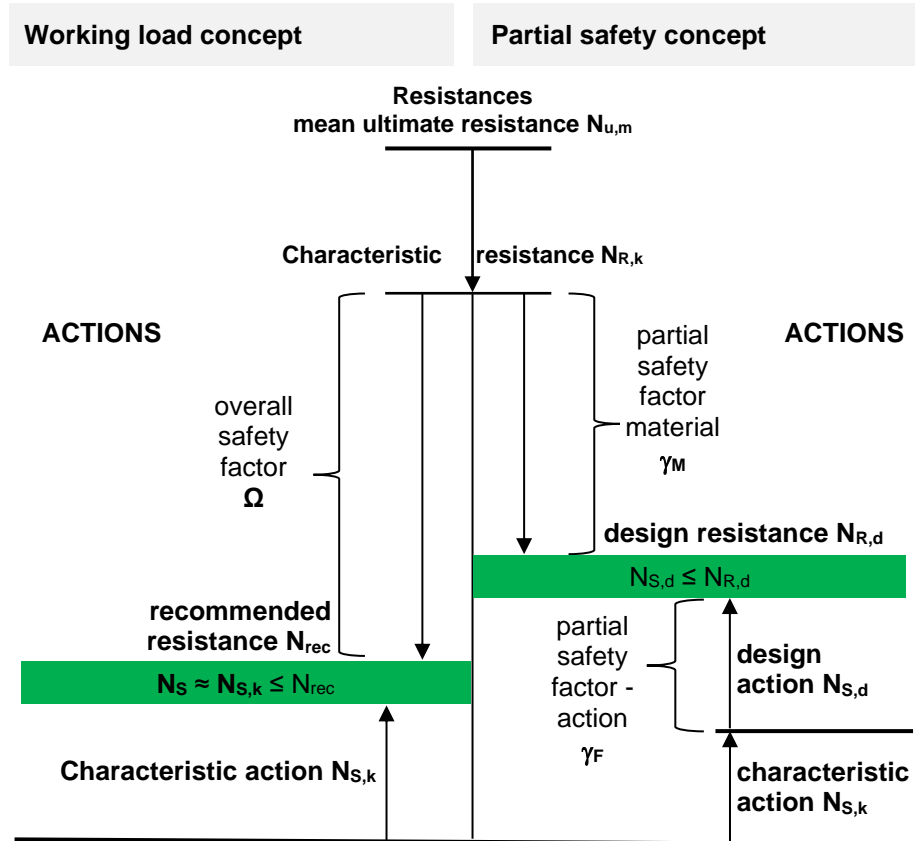 Working load concept
Partial safety concept
Resistances
mean ultimate resistance Nu,m
Characteristic resistance NR,k
ACTIONS
ACTIONS
partial
safety
factor
material
γM
overall
safety
factor
Ω
design resistance NR,d
NS,d ≤ NR,d
recommended
resistance Nrec
NS ≈ NS,k ≤ Nrec
partial
safety
factor -
action
γF
design
action NS,d
Characteristic action NS,k
characteristic
action NS,k